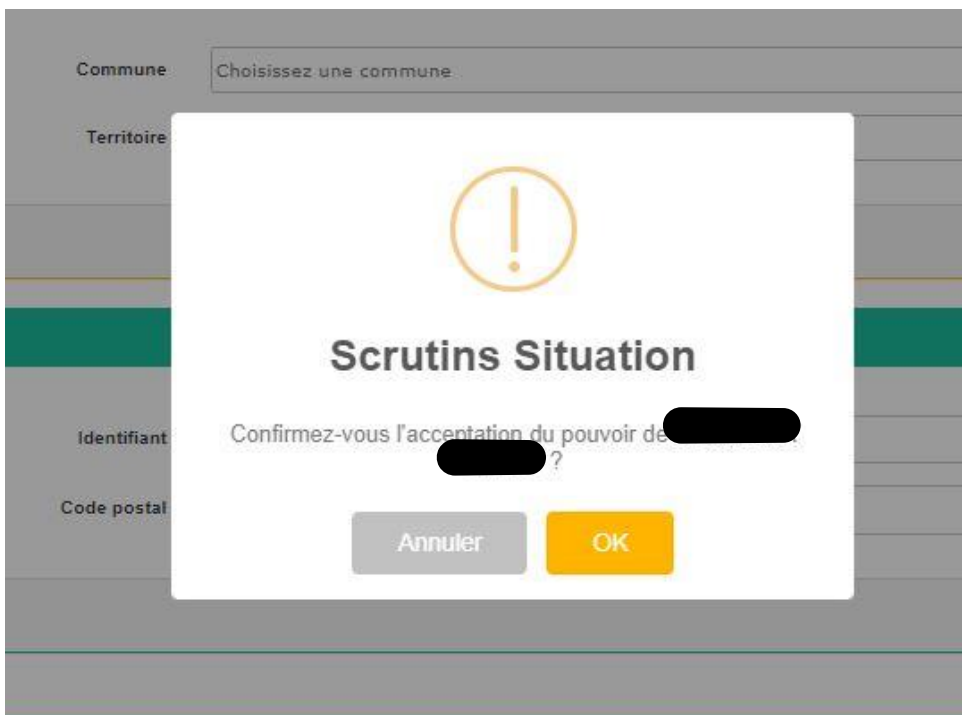 Commune
Choisissez une commune
Territoire
Scrutins Situation
Identifiant
Confirmez-vous l'acceptation du pouvoir de
?
Code postal
Annuler
OK